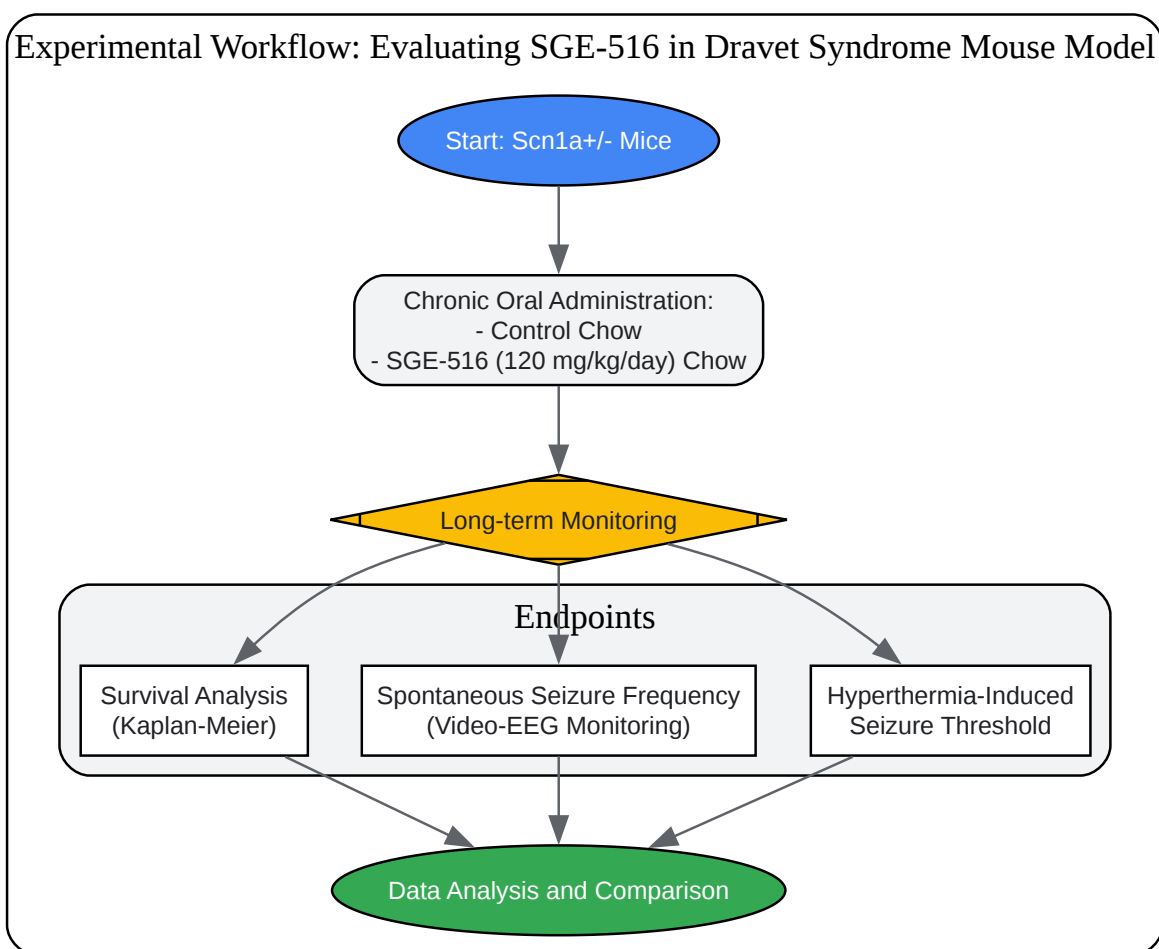 Experimental Workflow: Evaluating SGE-516 in Dravet Syndrome Mouse Model
Start: Scn1a+/- Mice
Chronic Oral Administration:
- Control Chow
- SGE-516 (120 mg/kg/day) Chow
Long-term Monitoring
Endpoints
Survival Analysis
(Kaplan-Meier)
Spontaneous Seizure Frequency
(Video-EEG Monitoring)
Hyperthermia-Induced
Seizure Threshold
Data Analysis and Comparison